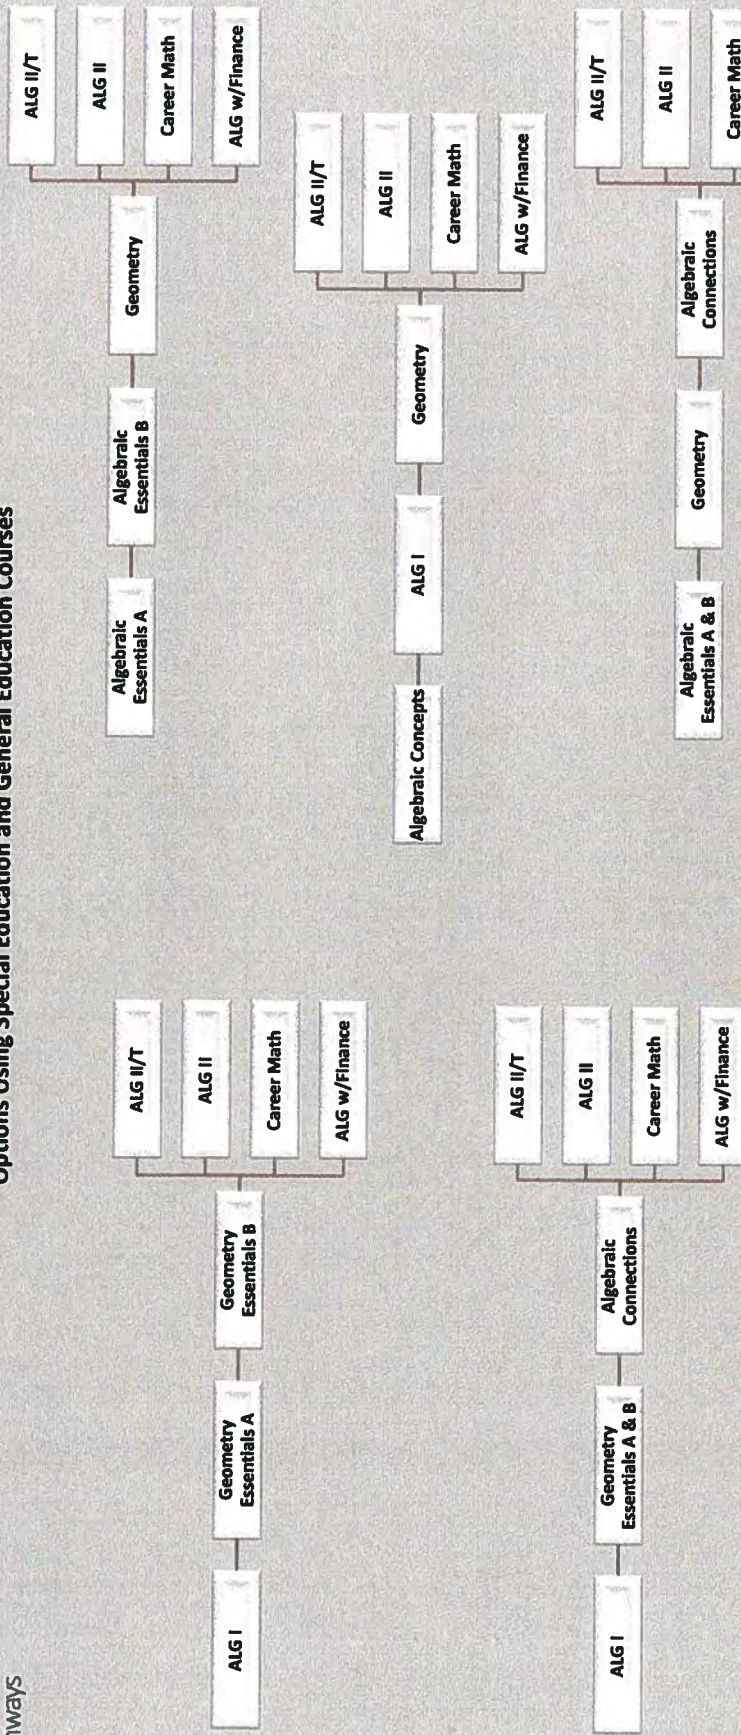 Options Using Special Education and General Education Courses
ALG I
Geometry
Essentials A
Geometry
Essentials B
ALG II/T
ALG II
Career Math
ALG w/Finance
Algebraic
Essentials A
Algebraic
Essentials B
Geometry
ALG II/T
ALG II
Career Math
ALG w/Finance
Algebraic Concepts
ALG I
Geometry
ALG II/T
ALG II
Career Math
ALG w/Finance
ALG I
Geometry
Essentials A & B
Algebraic
Connections
ALG II/T
ALG II
Career Math
ALG w/Finance
Algebraic
Essentials A & B
Geometry
Algebraic
Connections
ALG II/T
ALG II
Career Math